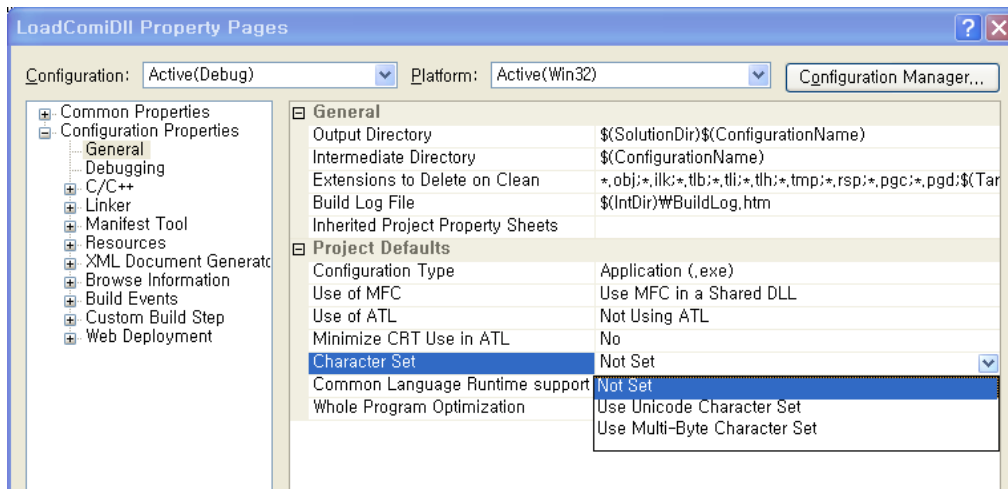 LoadComiDll Property Pages
Configuration: Active(Debug) Platform: Active(Win32) Configuration Manager...
Common Properties
Configuration Properties
General
Debugging
C/C++
Linker
Manifest Tool
Resources
XML Document Generato
Browse Information
Build Events
Custom Build Step
Web Deployment
General
Output Directory $(SolutionDir)$(ConfigurationName)
Intermediate Directory $(ConfigurationName)
Extensions to Delete on Clean *.obj;*.ilk;*.tlb;*.tli;*.tlh;*.tmp;*.rsp;*.pgc;*.pgd;$(Tar
Build Log File $(IntDir)₩BuildLog.htm
Inherited Project Property Sheets
Project Defaults
Configuration Type Application (.exe)
Use of MFC Use MFC in a Shared DLL
Use of ATL Not Using ATL
Minimize CRT Use in ATL No
Character Set Not Set
Common Language Runtime support Not Set
Whole Program Optimization Use Unicode Character Set
Use Multi-Byte Character Set